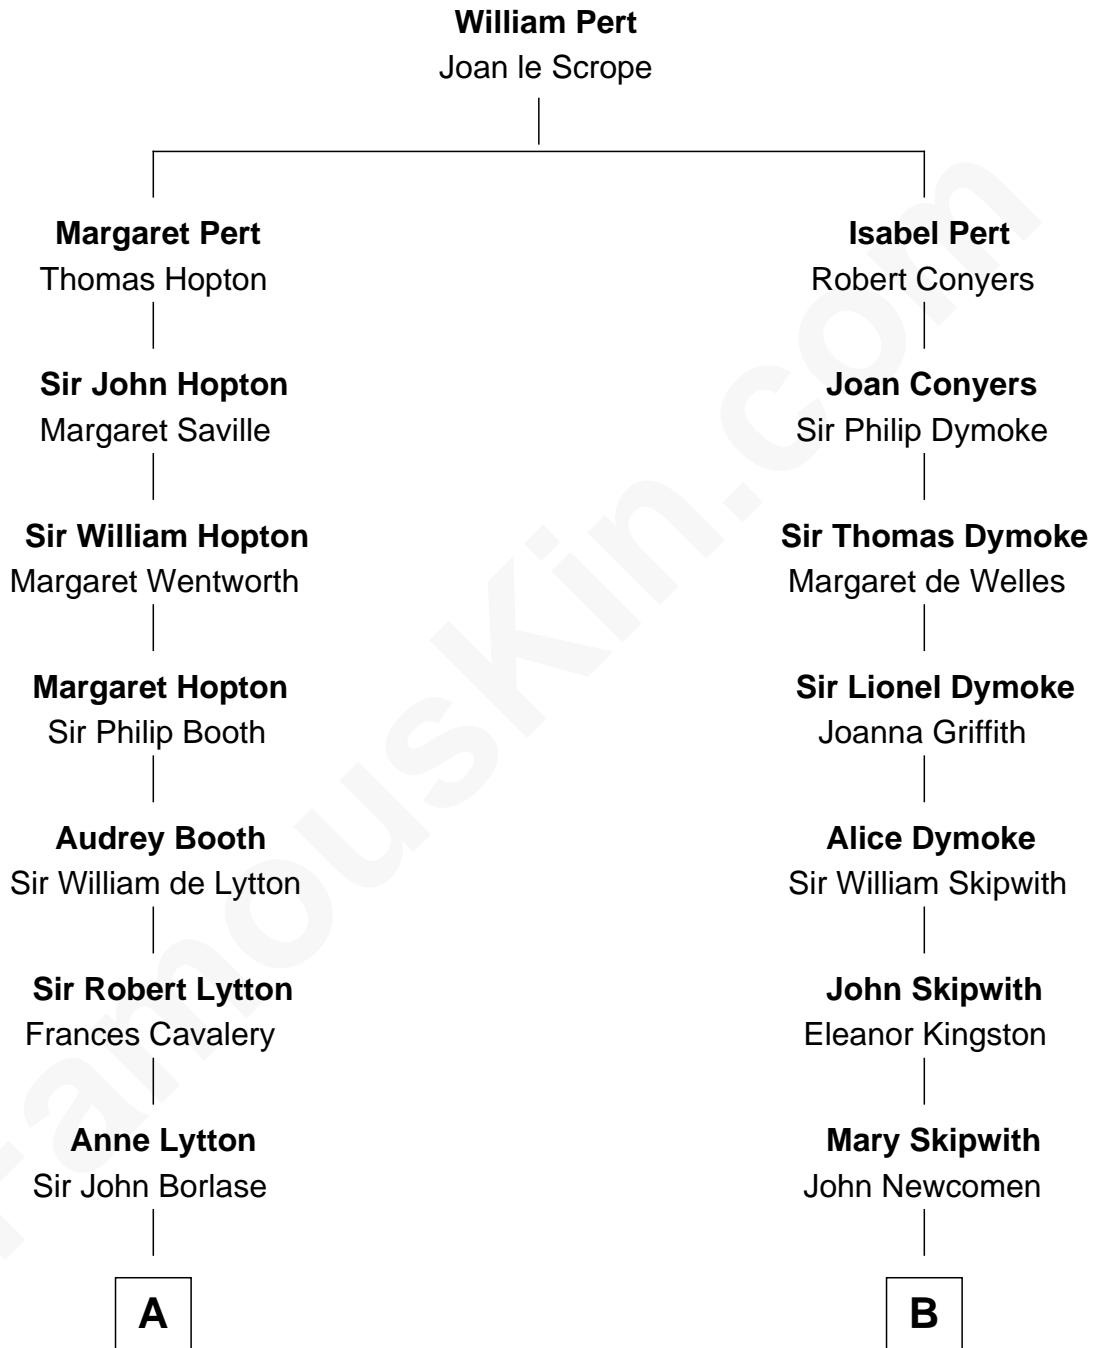 William Pert
Joan le Scrope
Margaret Pert
Thomas Hopton
Isabel Pert
Robert Conyers
Sir John Hopton
Margaret Saville
Joan Conyers
Sir Philip Dymoke
Sir William Hopton
Margaret Wentworth
Sir Thomas Dymoke
Margaret de Welles
Margaret Hopton
Sir Philip Booth
Sir Lionel Dymoke
Joanna Griffith
Audrey Booth
Sir William de Lytton
Alice Dymoke
Sir William Skipwith
Sir Robert Lytton
Frances Cavalery
John Skipwith
Eleanor Kingston
Anne Lytton
Sir John Borlase
Mary Skipwith
John Newcomen
A
B
FamousKin.com